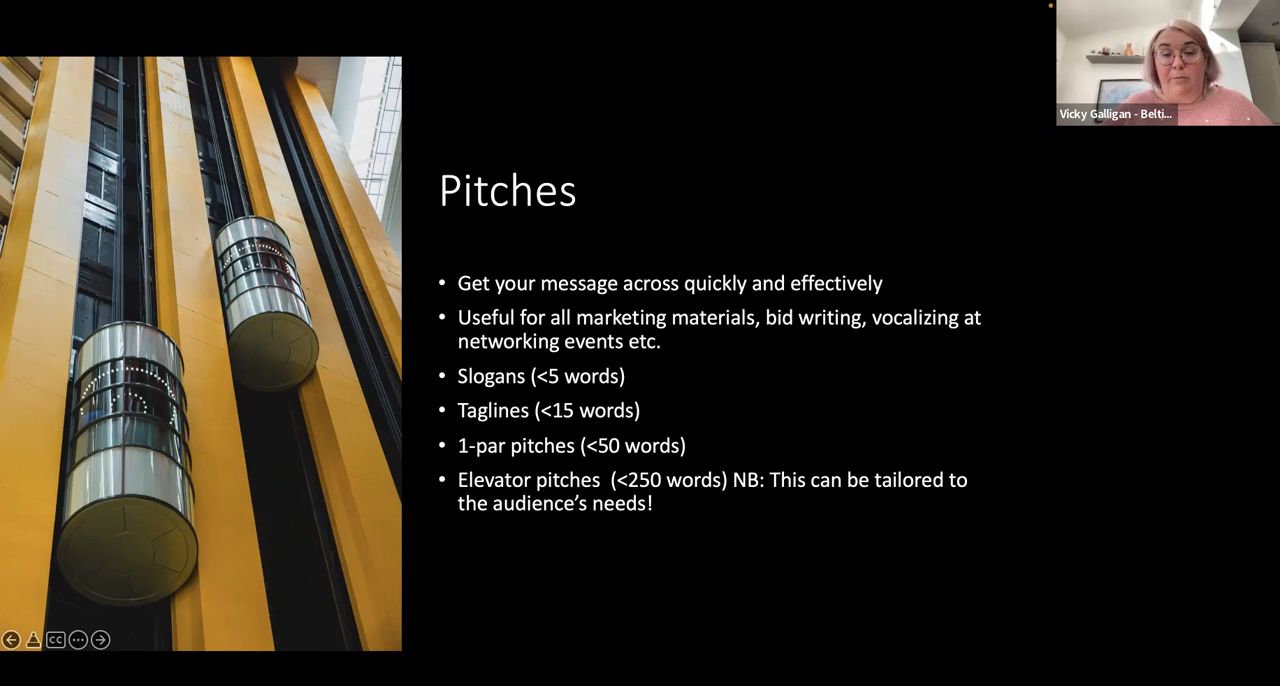 Vicky Galligan - Belti...
Pitches
• Get your message across quickly and effectively
• Useful for all marketing materials, bid writing, vocalizing at
networking events etc.
• Slogans (<5 words)
• Taglines (<15 words)
• 1-par pitches (<50 words)
• Elevator pitches  (<250 words) NB: This can be tailored to
the audience’s needs!
CC